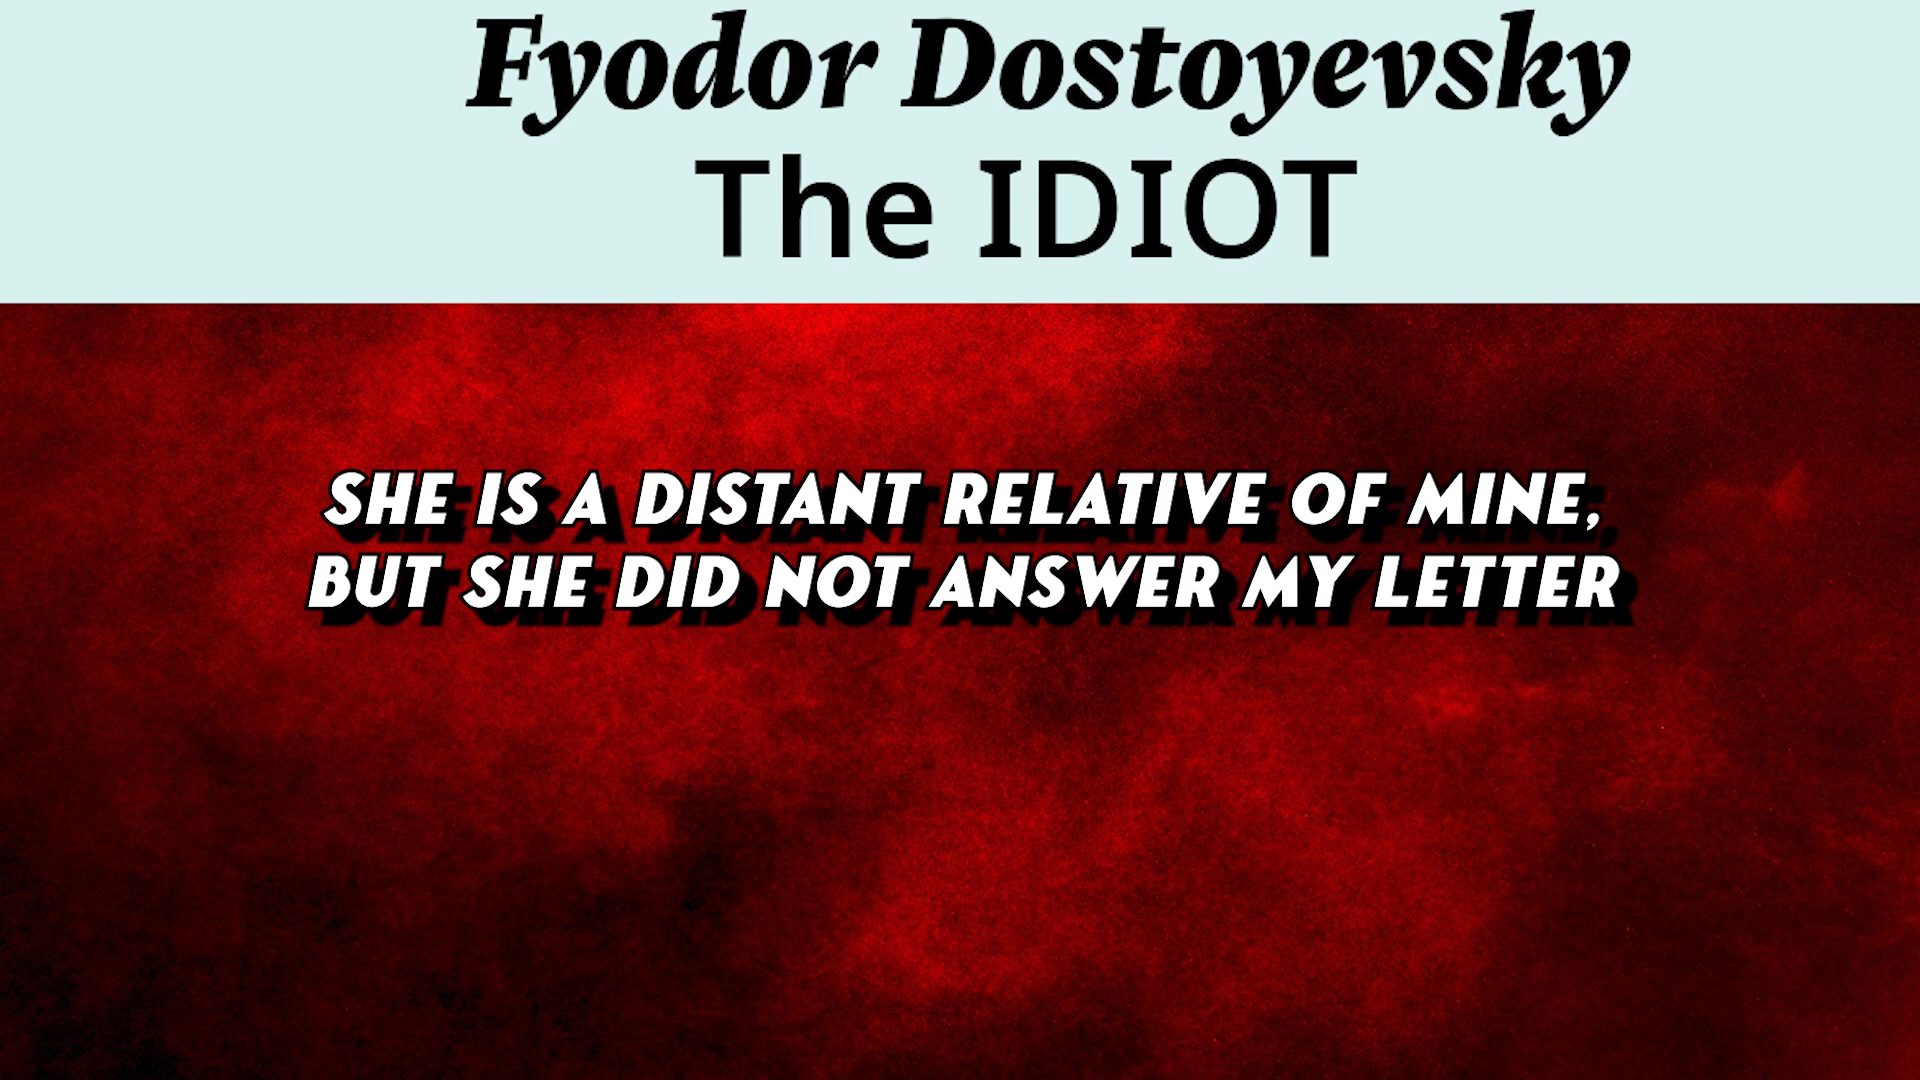 Fyodor Dostoyevsky
The IDIOT
SHE IS A DISTANT RELATIVE OF MINE,
BUT SHE DID NOT ANSWER MY LETTER